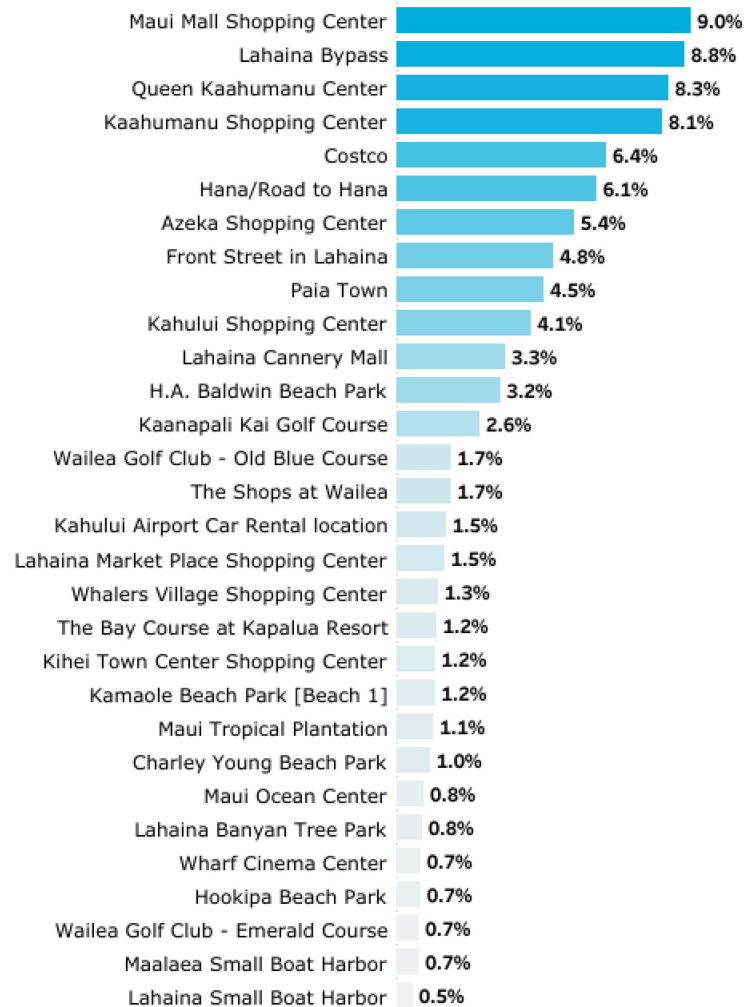 Maui Mall Shopping Center 9.0%
Lahaina Bypass 8.8%
Queen Kaahumanu Center 8.3%
Kaahumanu Shopping Center 8.1%
Costco 6.4%
Hana/Road to Hana 6.1%
Azeka Shopping Center 5.4%
Front Street in Lahaina 4.8%
Paia Town 4.5%
Kahului Shopping Center 4.1%
Lahaina Cannery Mall 3.3%
H.A. Baldwin Beach Park 3.2%
Kaanapali Kai Golf Course 2.6%
Wailea Golf Club - Old Blue Course 1.7%
The Shops at Wailea 1.7%
Kahului Airport Car Rental location 1.5%
Lahaina Market Place Shopping Center 1.5%
Whalers Village Shopping Center 1.3%
The Bay Course at Kapalua Resort 1.2%
Kihei Town Center Shopping Center 1.2%
Kamaole Beach Park [Beach 1] 1.2%
Maui Tropical Plantation 1.1%
Charley Young Beach Park 1.0%
Maui Ocean Center 0.8%
Lahaina Banyan Tree Park 0.8%
Wharf Cinema Center 0.7%
Hookipa Beach Park 0.7%
Wailea Golf Club - Emerald Course 0.7%
Maalaea Small Boat Harbor 0.7%
Lahaina Small Boat Harbor 0.5%